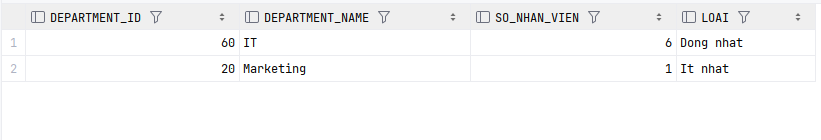 DEPARTMENT_ID DEPARTMENT_NAME SO_NHAN_VIEN LOAI
1 60 IT 6 Dong nhat
2 20 Marketing 1 It nhat